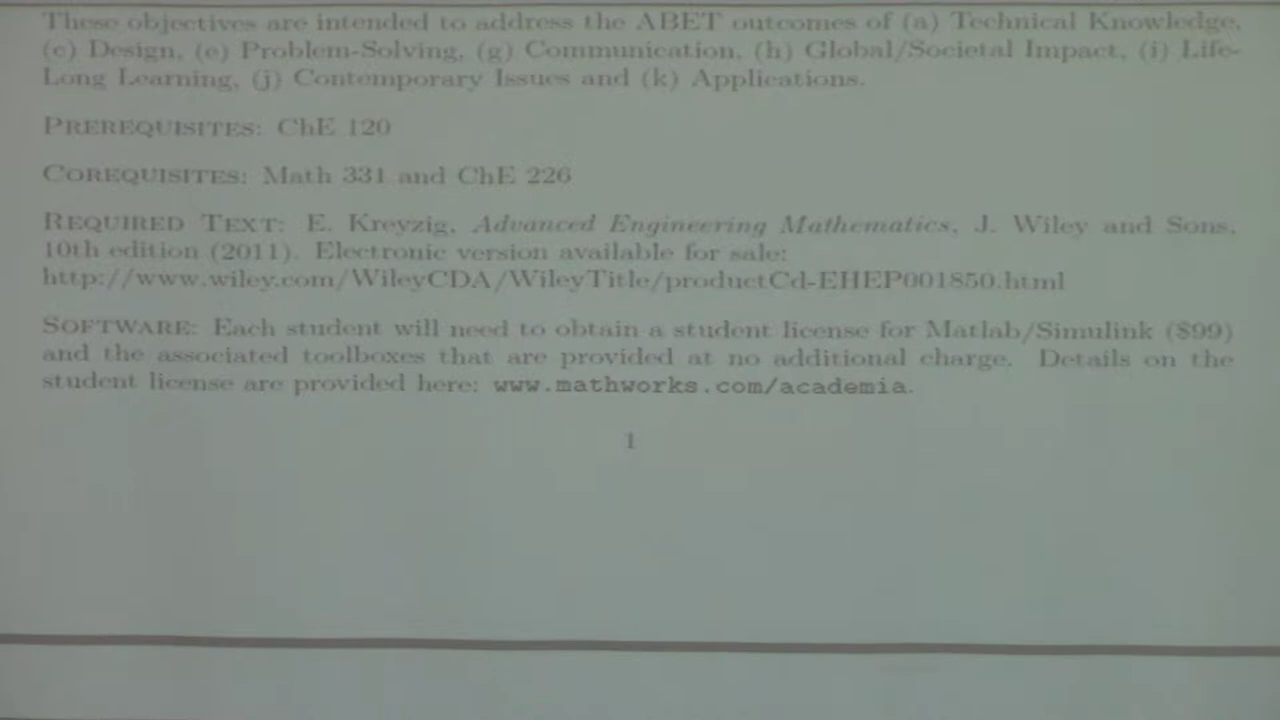 These objectives are intended to address the ABET outcomes of (a) Technical Knowledge,
(c) Design, (e) Problem-Solving, (g) Communication, (h) Global/Societal Impact, (i) Life-
Long Learning, (j) Contemporary Issues and (k) Applications.
PREREQUISITES: ChE 120
COREQUISITES: Math 331 and ChE 226
REQUIRED TEXT: E. Kreyzig, Advanced Engineering Mathematics, J. Wiley and Sons,
10th edition (2011). Electronic version available for sale:
http://www.wiley.com/WileyCDA/WileyTitle/productCd-EHEP001850.html
SOFTWARE: Each student will need to obtain a student license for Matlab/Simulink ($99)
and the associated toolboxes that are provided at no additional charge. Details on the
student license are provided here: www.mathworks.com/academia.
1